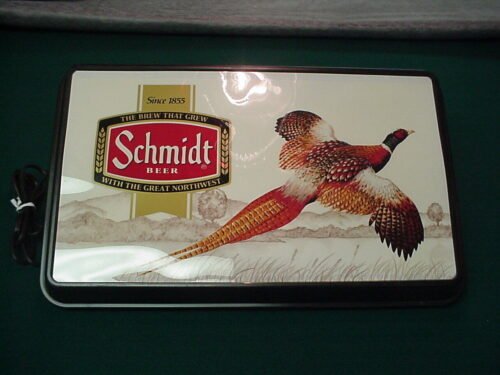 Since 1855
THE BREW THAT GREW
Schmidt
BEER
WITH THE GREAT NORTHWEST